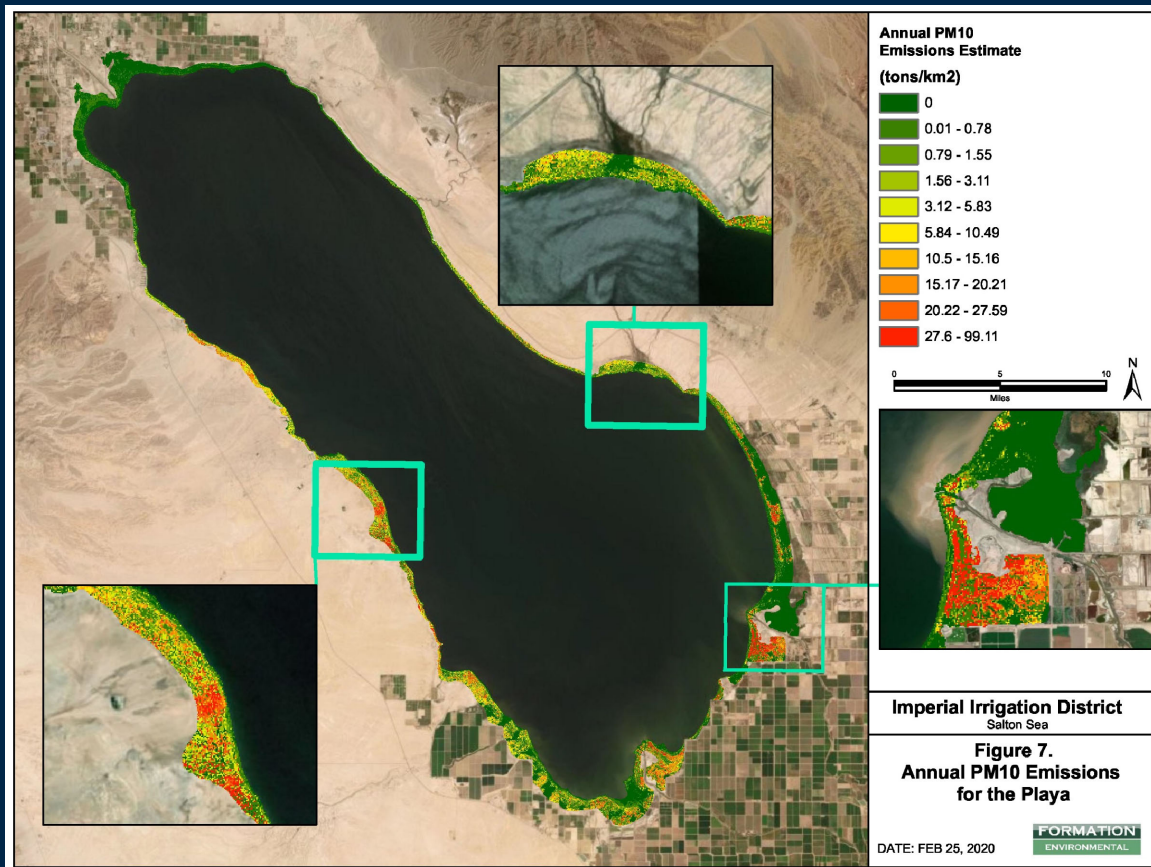 Annual PM10
Emissions Estimate
(tons/km2)
0
0.01 - 0.78
0.79 - 1.55
1.56 - 3.11
3.12 - 5.83
5.84 - 10.49
10.5 - 15.16
15.17 - 20.21
20.22 - 27.59
27.6 - 99.11
0 5 10
Miles
N
Imperial Irrigation District
Salton Sea
Figure 7.
Annual PM10 Emissions
for the Playa
DATE: FEB 25, 2020
FORMATION
ENVIRONMENTAL